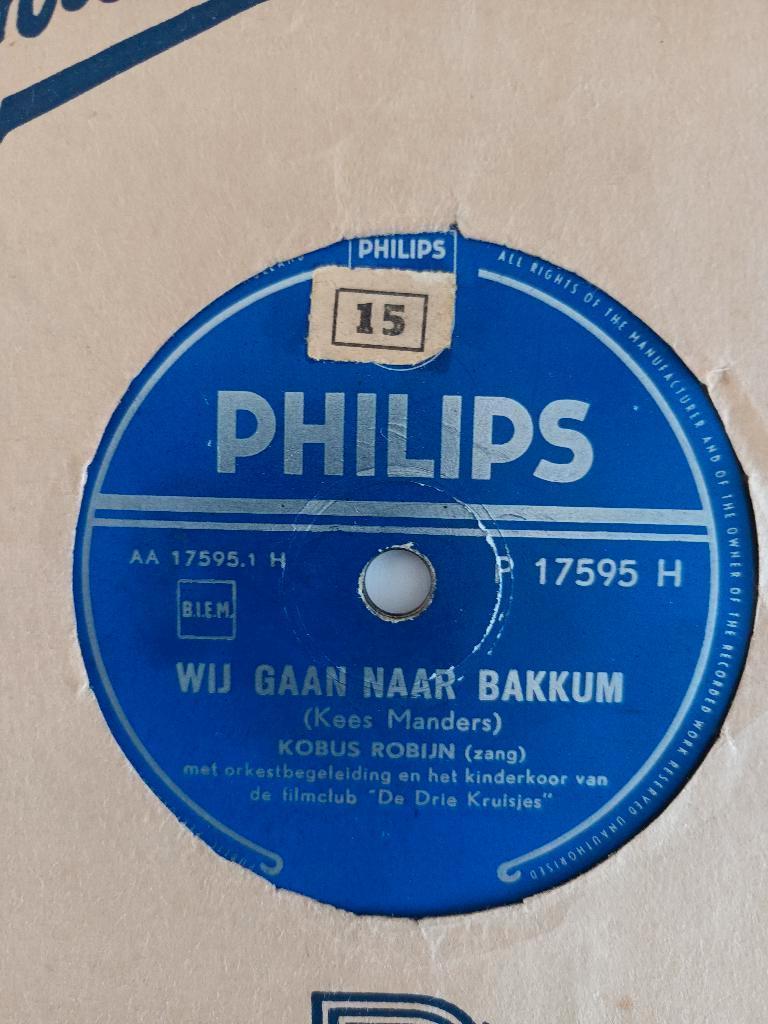 PHILIPS
HOLLAND
15
ALL RIGHTS OF THE MANUFACTURER AND OF THE OWNER OF THE RECORDED WORK RESERVED UNAUTHORISED
PHILIPS
AA 17595.1 H
P 17595 H
B.I.E.M.
WIJ GAAN NAAR BAKKUM
(Kees Manders)
KOBUS ROBIJN (zang)
met orkestbegeleiding en het kinderkoor van
de filmclub "De Drie Kruisjes"